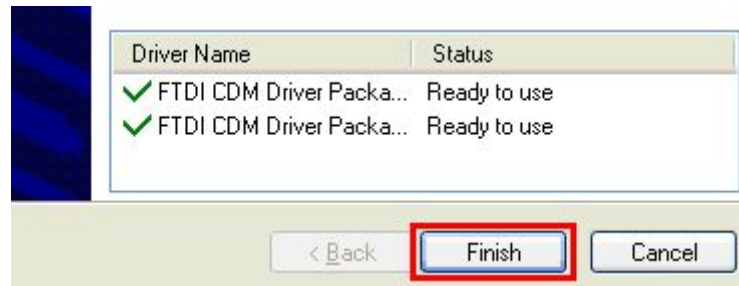 Driver Name Status
FTDI CDM Driver Packa... Ready to use
FTDI CDM Driver Packa... Ready to use
< Back Finish Cancel